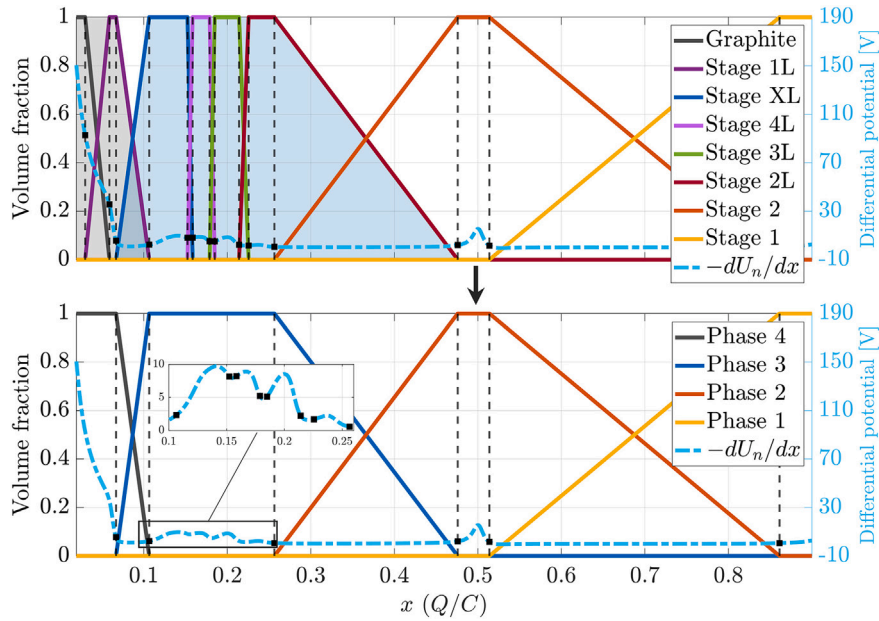 1
0.8
0.6
0.4
0.2
0
Volume fraction
190
150
110
70
30
-10
Differential potential [V]
Graphite
Stage 1L
Stage XL
Stage 4L
Stage 3L
Stage 2L
Stage 2
Stage 1
−dUₙ/dx
1
0.8
0.6
0.4
0.2
0
Volume fraction
190
150
110
70
30
-10
Differential potential [V]
Phase 4
Phase 3
Phase 2
Phase 1
−dUₙ/dx
10
5
0
0.1 0.15 0.2 0.25
0.1 0.2 0.3 0.4 0.5 0.6 0.7 0.8
x (Q/C)